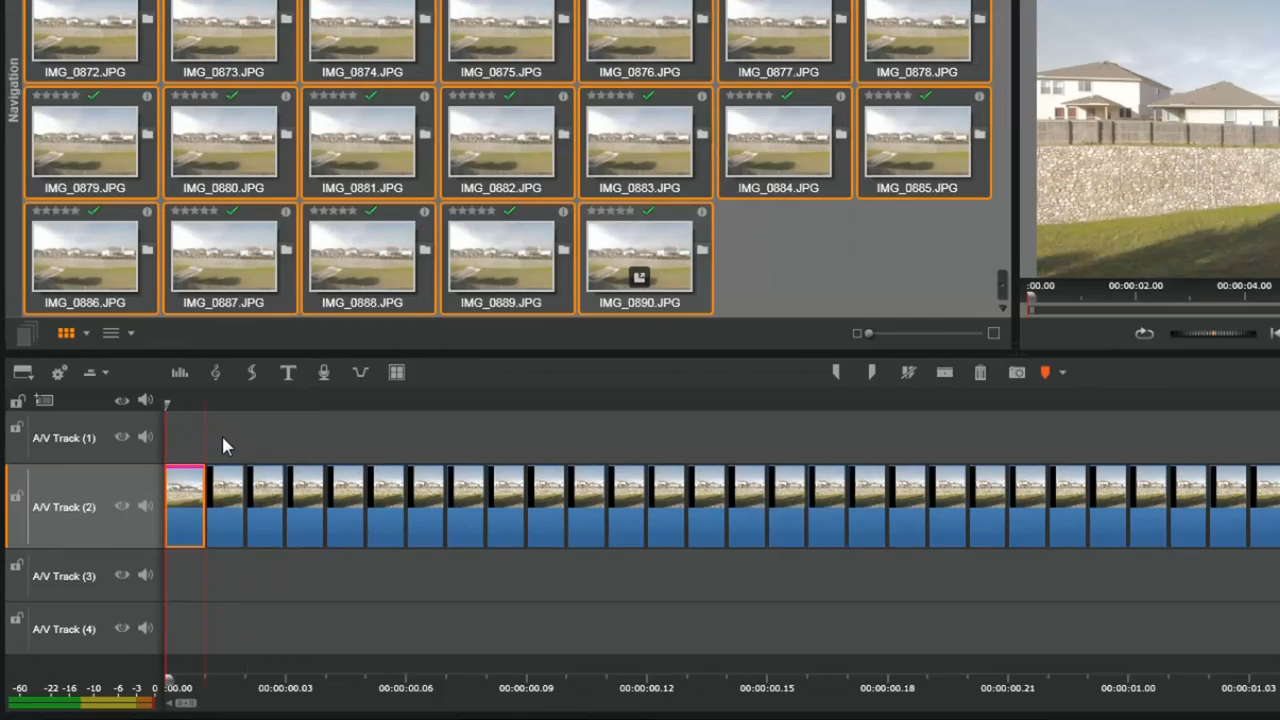 Navigation
IMG_0872.JPG IMG_0873.JPG IMG_0874.JPG IMG_0875.JPG IMG_0876.JPG IMG_0877.JPG IMG_0878.JPG
IMG_0879.JPG IMG_0880.JPG IMG_0881.JPG IMG_0882.JPG IMG_0883.JPG IMG_0884.JPG IMG_0885.JPG
IMG_0886.JPG IMG_0887.JPG IMG_0888.JPG IMG_0889.JPG IMG_0890.JPG
:00.00 00:00:02.00 00:00:04.00
A/V Track (1)
A/V Track (2)
A/V Track (3)
A/V Track (4)
-60 -22 -16 -10 -6 -3 0 :00.00 00:00:00.03 00:00:00.06 00:00:00.09 00:00:00.12 00:00:00.15 00:00:00.18 00:00:00.21 00:00:01.00 00:00:01.03